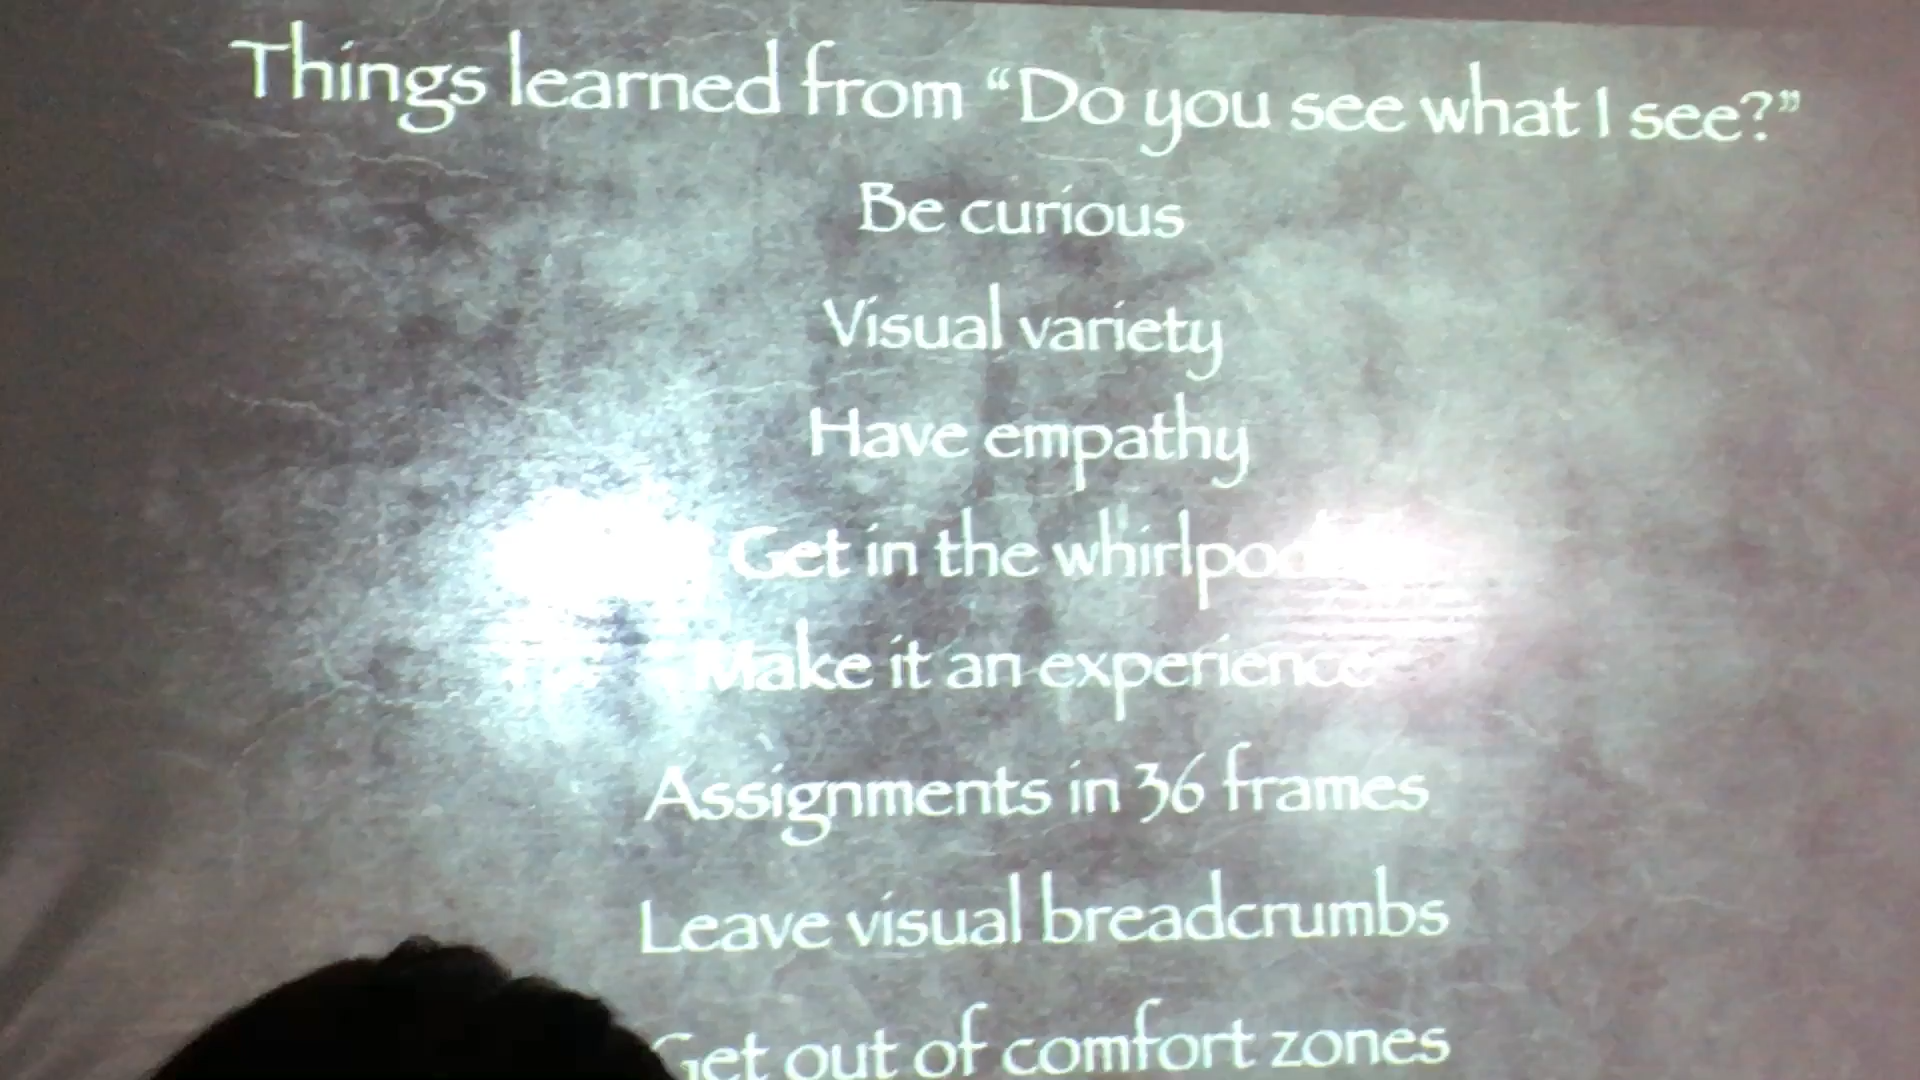 Things learned from “Do you see what I see?”
Be curious
Visual variety
Have empathy
Get in the whirlpool
Make it an experience
Assignments in 36 frames
Leave visual breadcrumbs
Get out of comfort zones